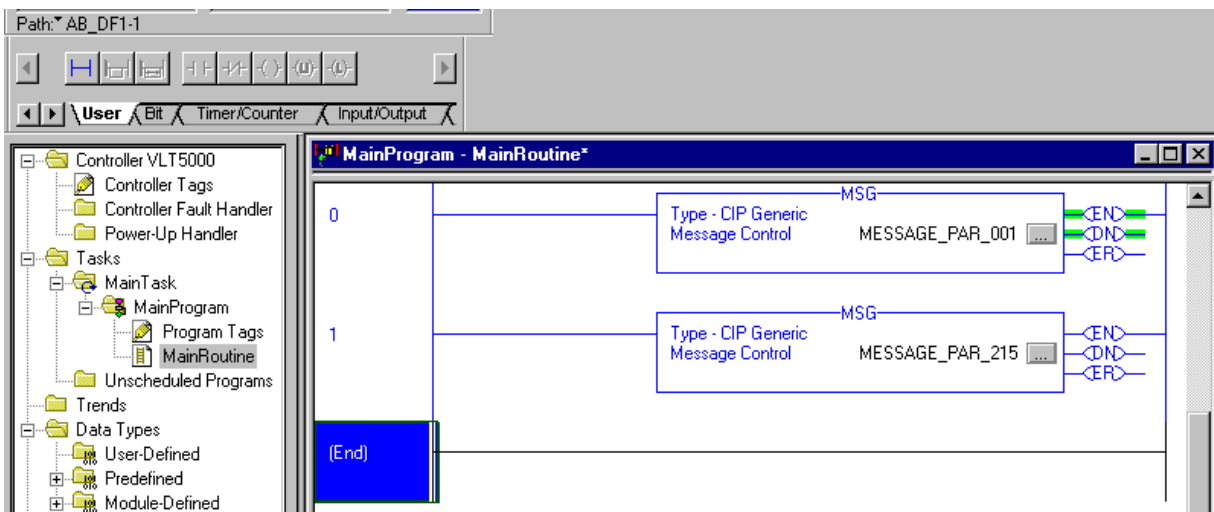 Path:* AB_DF1-1
User Bit Timer/Counter Input/Output
Controller VLT5000
Controller Tags
Controller Fault Handler
Power-Up Handler
Tasks
MainTask
MainProgram
Program Tags
MainRoutine
Unscheduled Programs
Trends
Data Types
User-Defined
Predefined
Module-Defined
MainProgram - MainRoutine*
0
MSG
Type - CIP Generic
Message Control MESSAGE_PAR_001 ...
EN
DN
ER
1
MSG
Type - CIP Generic
Message Control MESSAGE_PAR_215 ...
EN
DN
ER
(End)